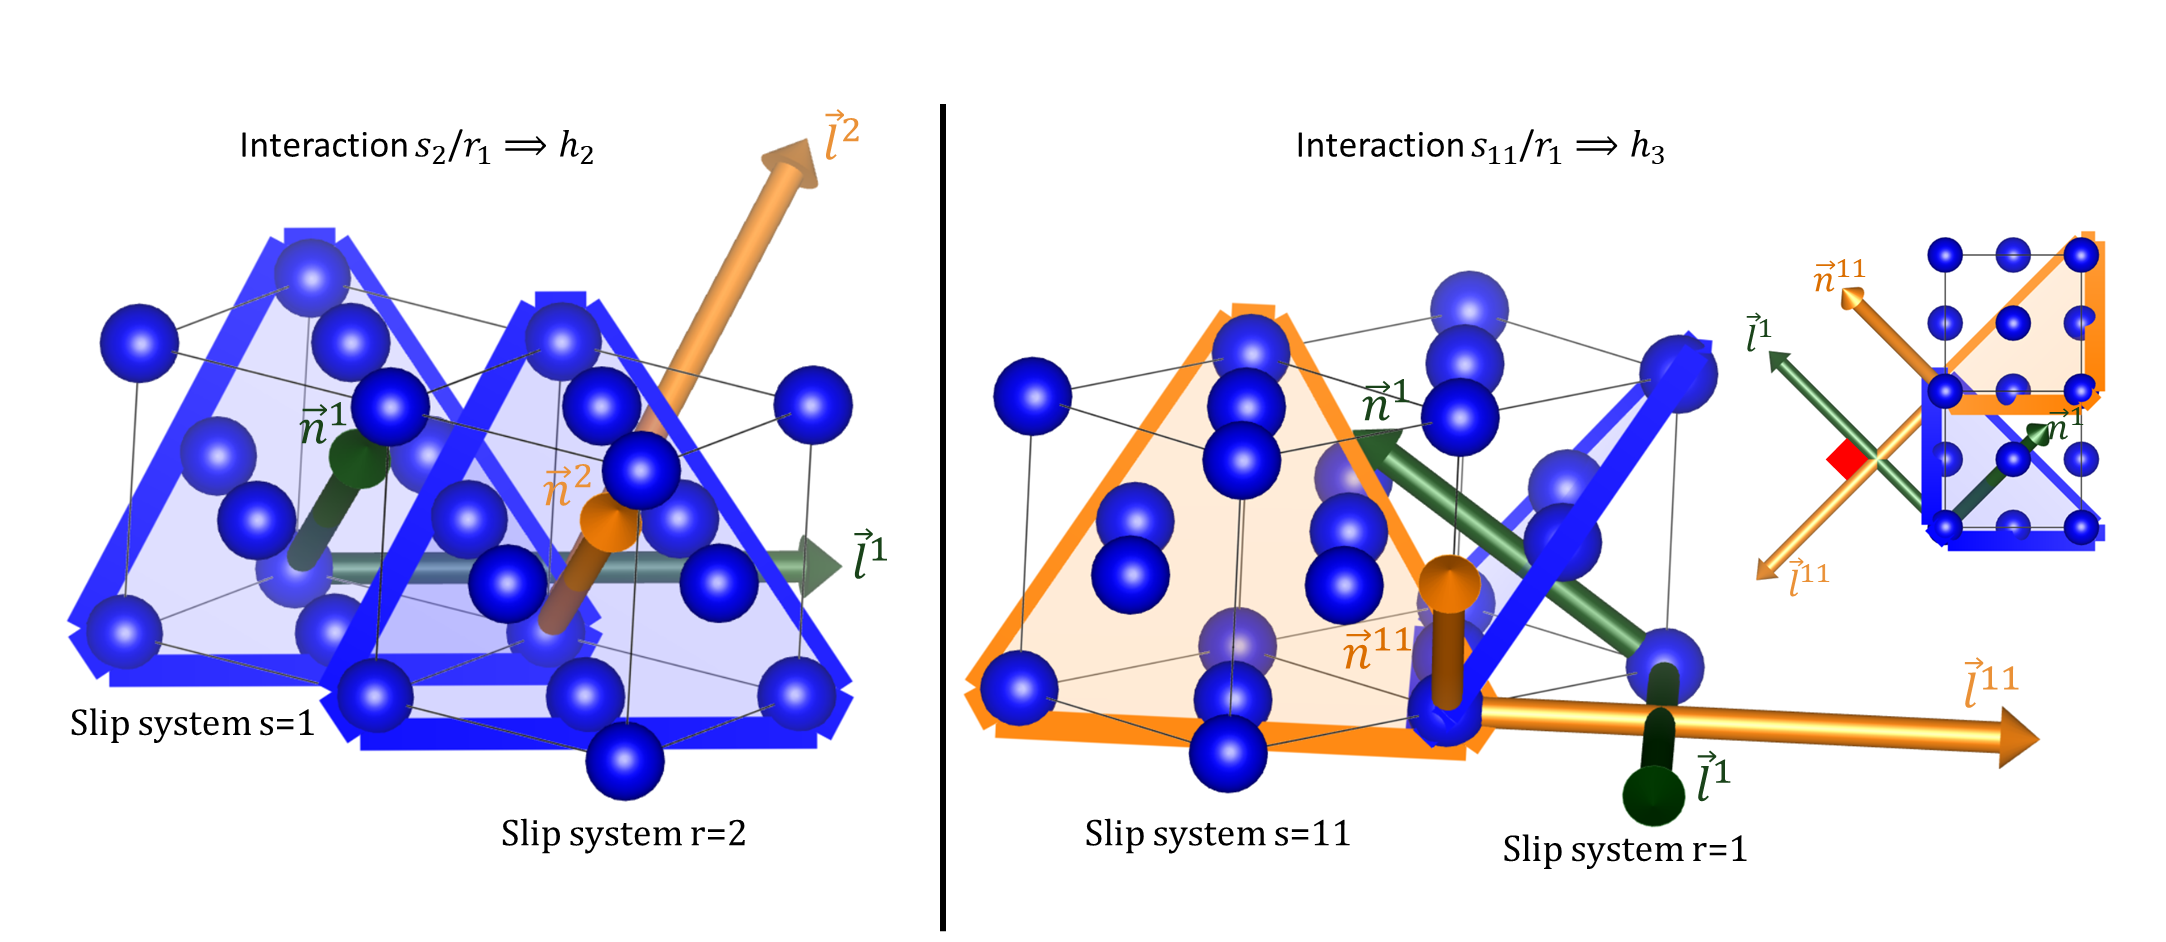 Interaction s₂/r₁ ⟹ h₂
l⃗²
n⃗¹
n⃗²
l⃗¹
Slip system s=1
Slip system r=2
Interaction s₁₁/r₁ ⟹ h₃
n⃗¹
n⃗¹¹
l⃗¹¹
l⃗¹
Slip system s=11
Slip system r=1
n⃗¹¹
l⃗¹
n⃗¹
l⃗¹¹